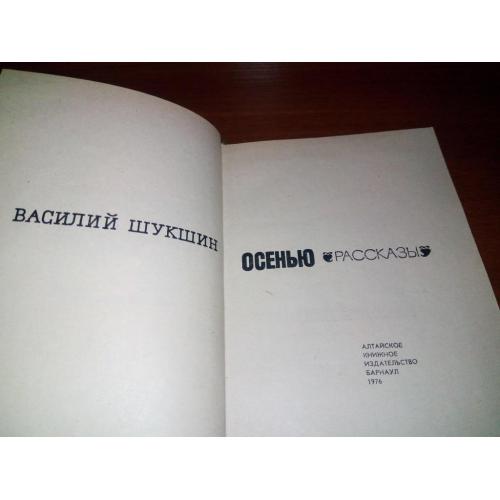 ВАСИЛИЙ ШУКШИН
ОСЕНЬЮ РАССКАЗЫ
АЛТАЙСКОЕ
КНИЖНОЕ
ИЗДАТЕЛЬСТВО
БАРНАУЛ
1976